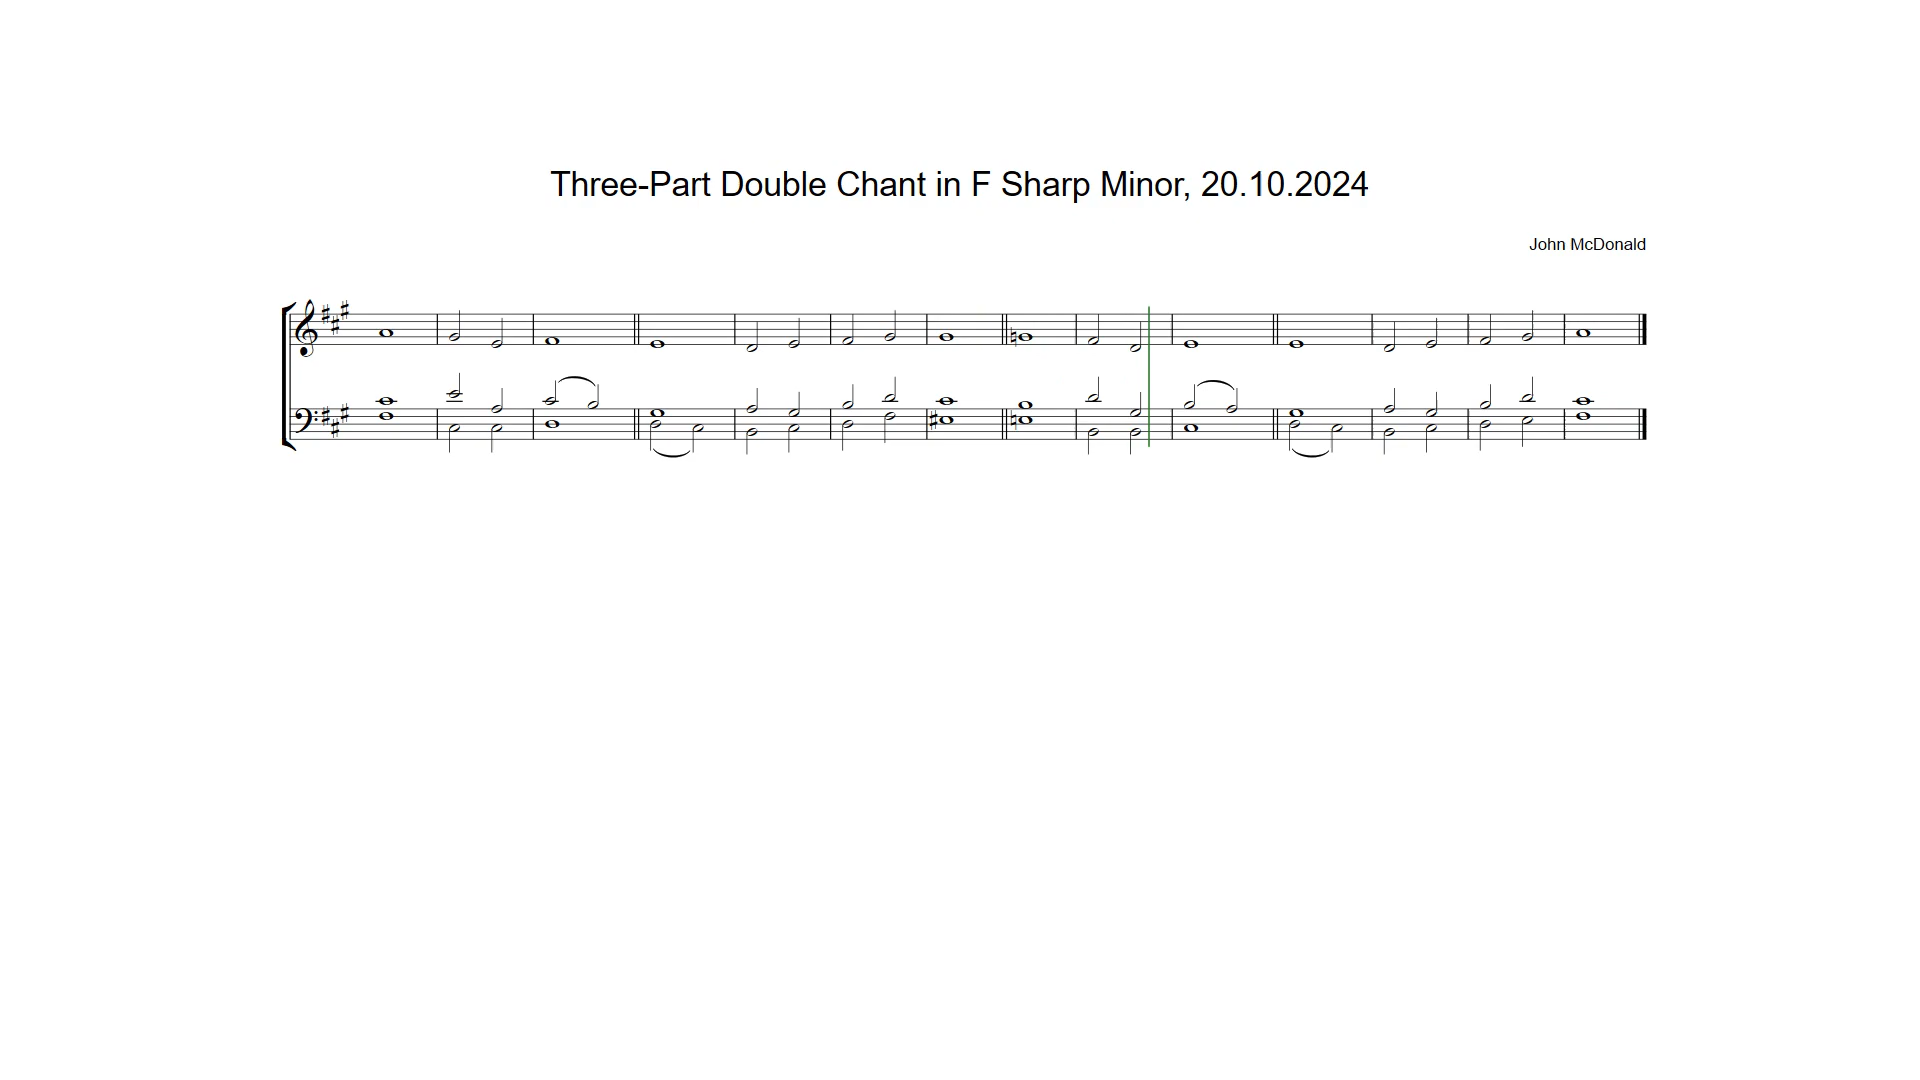 Three-Part Double Chant in F Sharp Minor, 20.10.2024
John McDonald